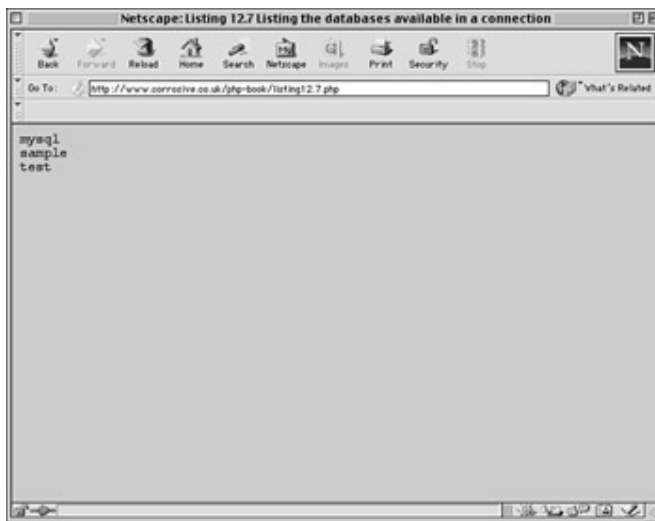 Netscape: Listing 12.7 Listing the databases available in a connection
Back Forward Reload Home Search Netscape Images Print Security Stop
N
Go To: http://www.corrosive.co.uk/php-book/listing12.7.php What's Related
mysql
sample
test